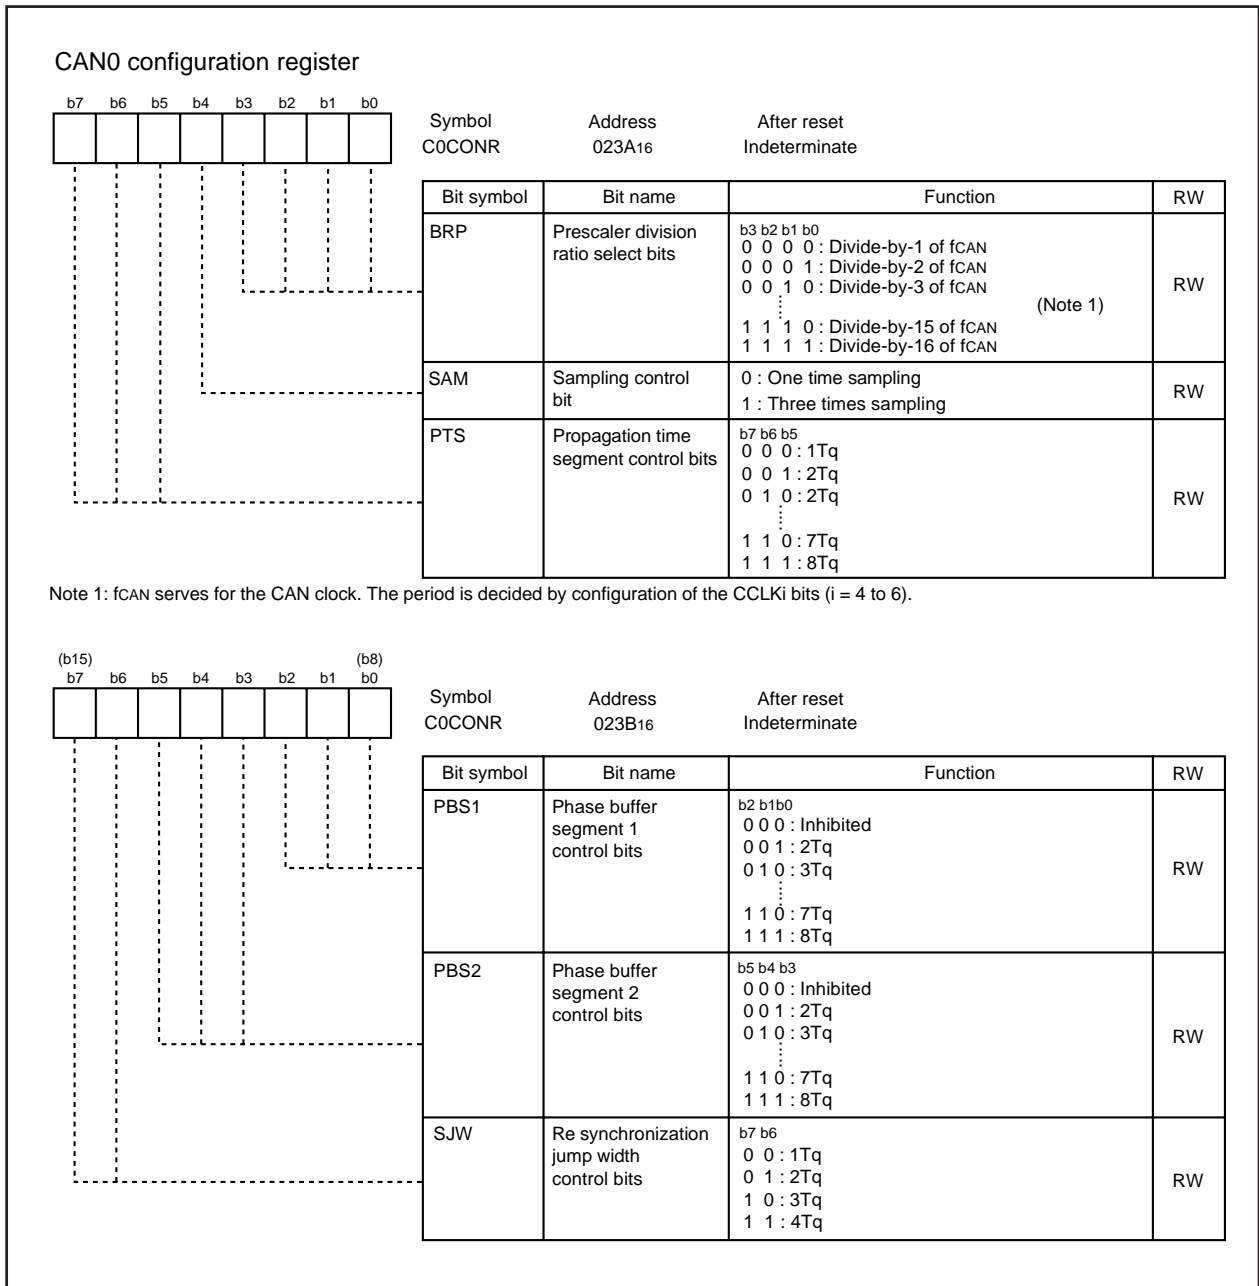 CAN0 configuration register
b7 b6 b5 b4 b3 b2 b1 b0
Symbol Address After reset
C0CONR 023A16 Indeterminate
Bit symbol Bit name Function RW
BRP Prescaler division ratio select bits
b3 b2 b1 b0
0 0 0 0 : Divide-by-1 of fCAN
0 0 0 1 : Divide-by-2 of fCAN
0 0 1 0 : Divide-by-3 of fCAN
(Note 1)
1 1 1 0 : Divide-by-15 of fCAN
1 1 1 1 : Divide-by-16 of fCAN
RW
SAM Sampling control bit
0 : One time sampling
1 : Three times sampling
RW
PTS Propagation time segment control bits
b7 b6 b5
0 0 0 : 1Tq
0 0 1 : 2Tq
0 1 0 : 2Tq
1 1 0 : 7Tq
1 1 1 : 8Tq
RW
Note 1: fCAN serves for the CAN clock. The period is decided by configuration of the CCLKi bits (i = 4 to 6).
(b15) (b8)
b7 b6 b5 b4 b3 b2 b1 b0
Symbol Address After reset
C0CONR 023B16 Indeterminate
Bit symbol Bit name Function RW
PBS1 Phase buffer segment 1 control bits
b2 b1b0
0 0 0 : Inhibited
0 0 1 : 2Tq
0 1 0 : 3Tq
1 1 0 : 7Tq
1 1 1 : 8Tq
RW
PBS2 Phase buffer segment 2 control bits
b5 b4 b3
0 0 0 : Inhibited
0 0 1 : 2Tq
0 1 0 : 3Tq
1 1 0 : 7Tq
1 1 1 : 8Tq
RW
SJW Re synchronization jump width control bits
b7 b6
0 0 : 1Tq
0 1 : 2Tq
1 0 : 3Tq
1 1 : 4Tq
RW